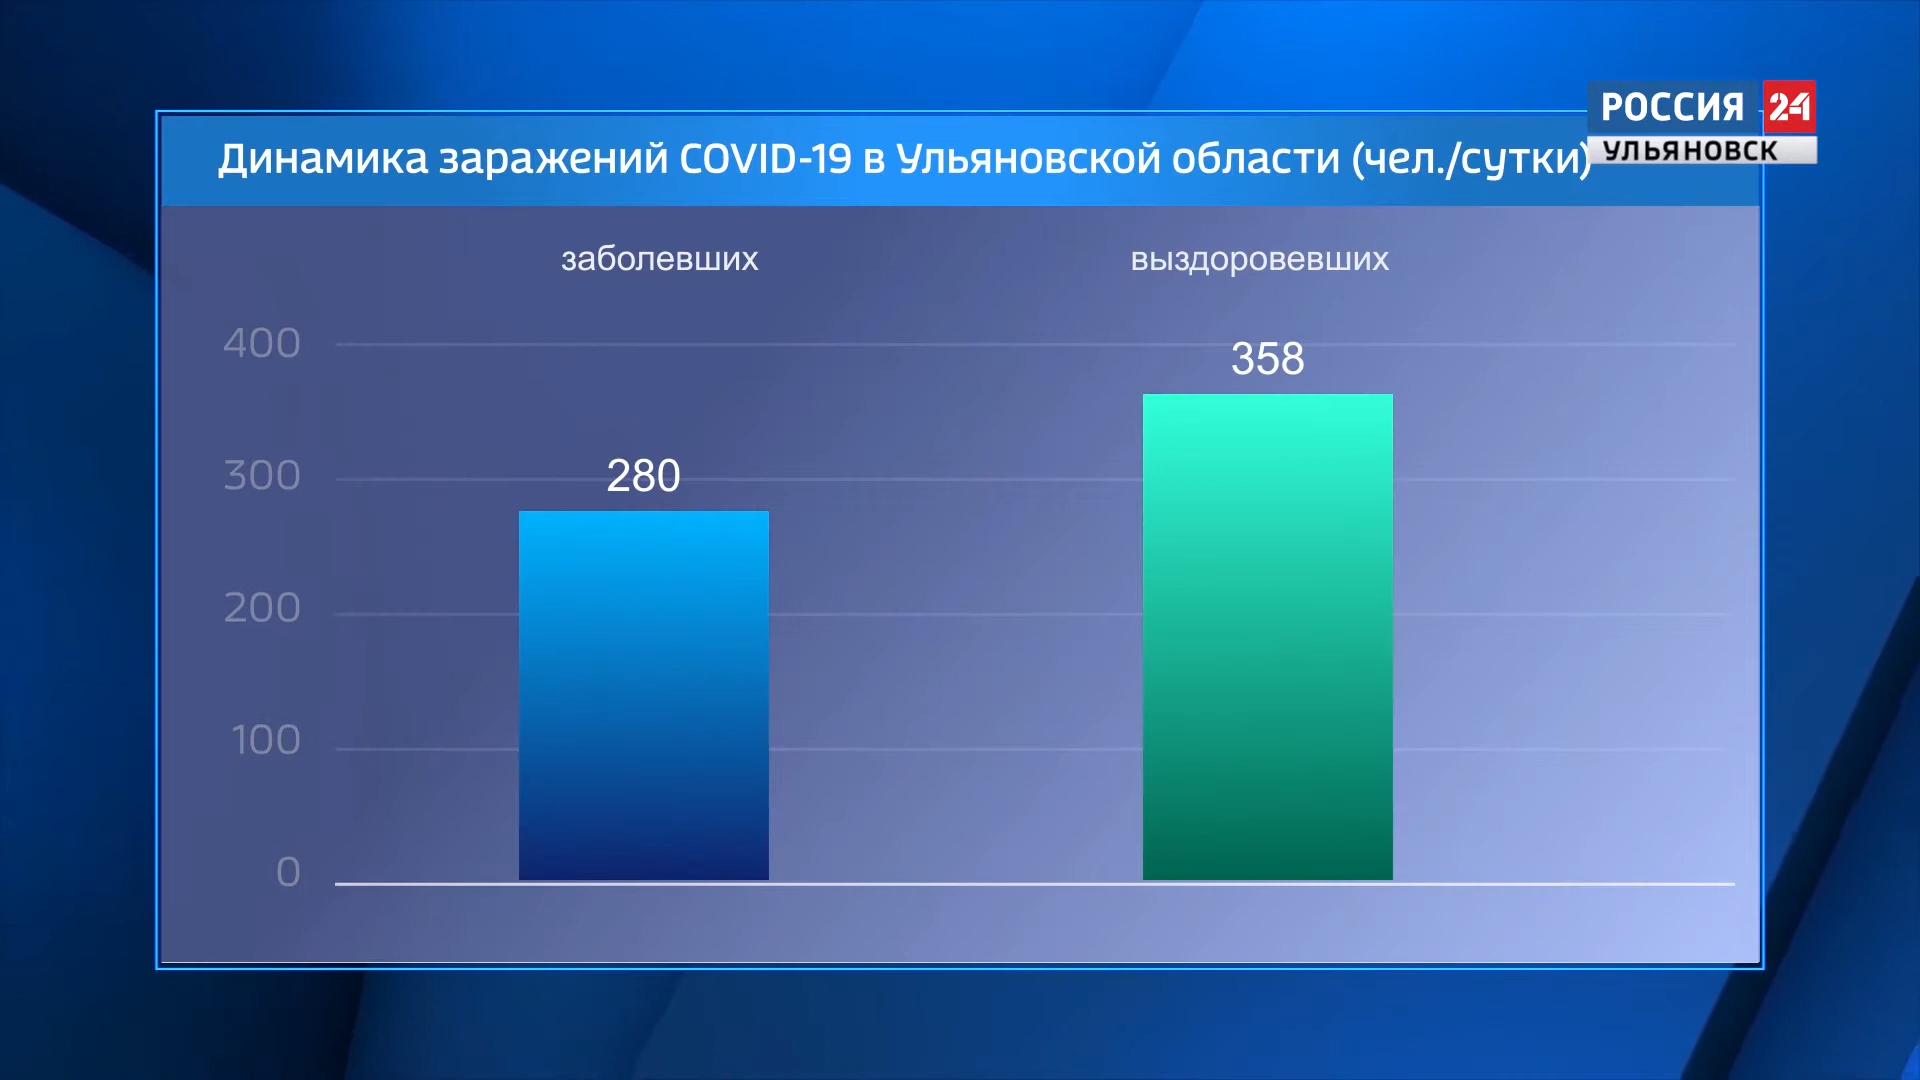 РОССИЯ 24
УЛЬЯНОВСК
Динамика заражений COVID-19 в Ульяновской области (чел./сутки)
заболевших
выздоровевших
400
358
300
280
200
100
0